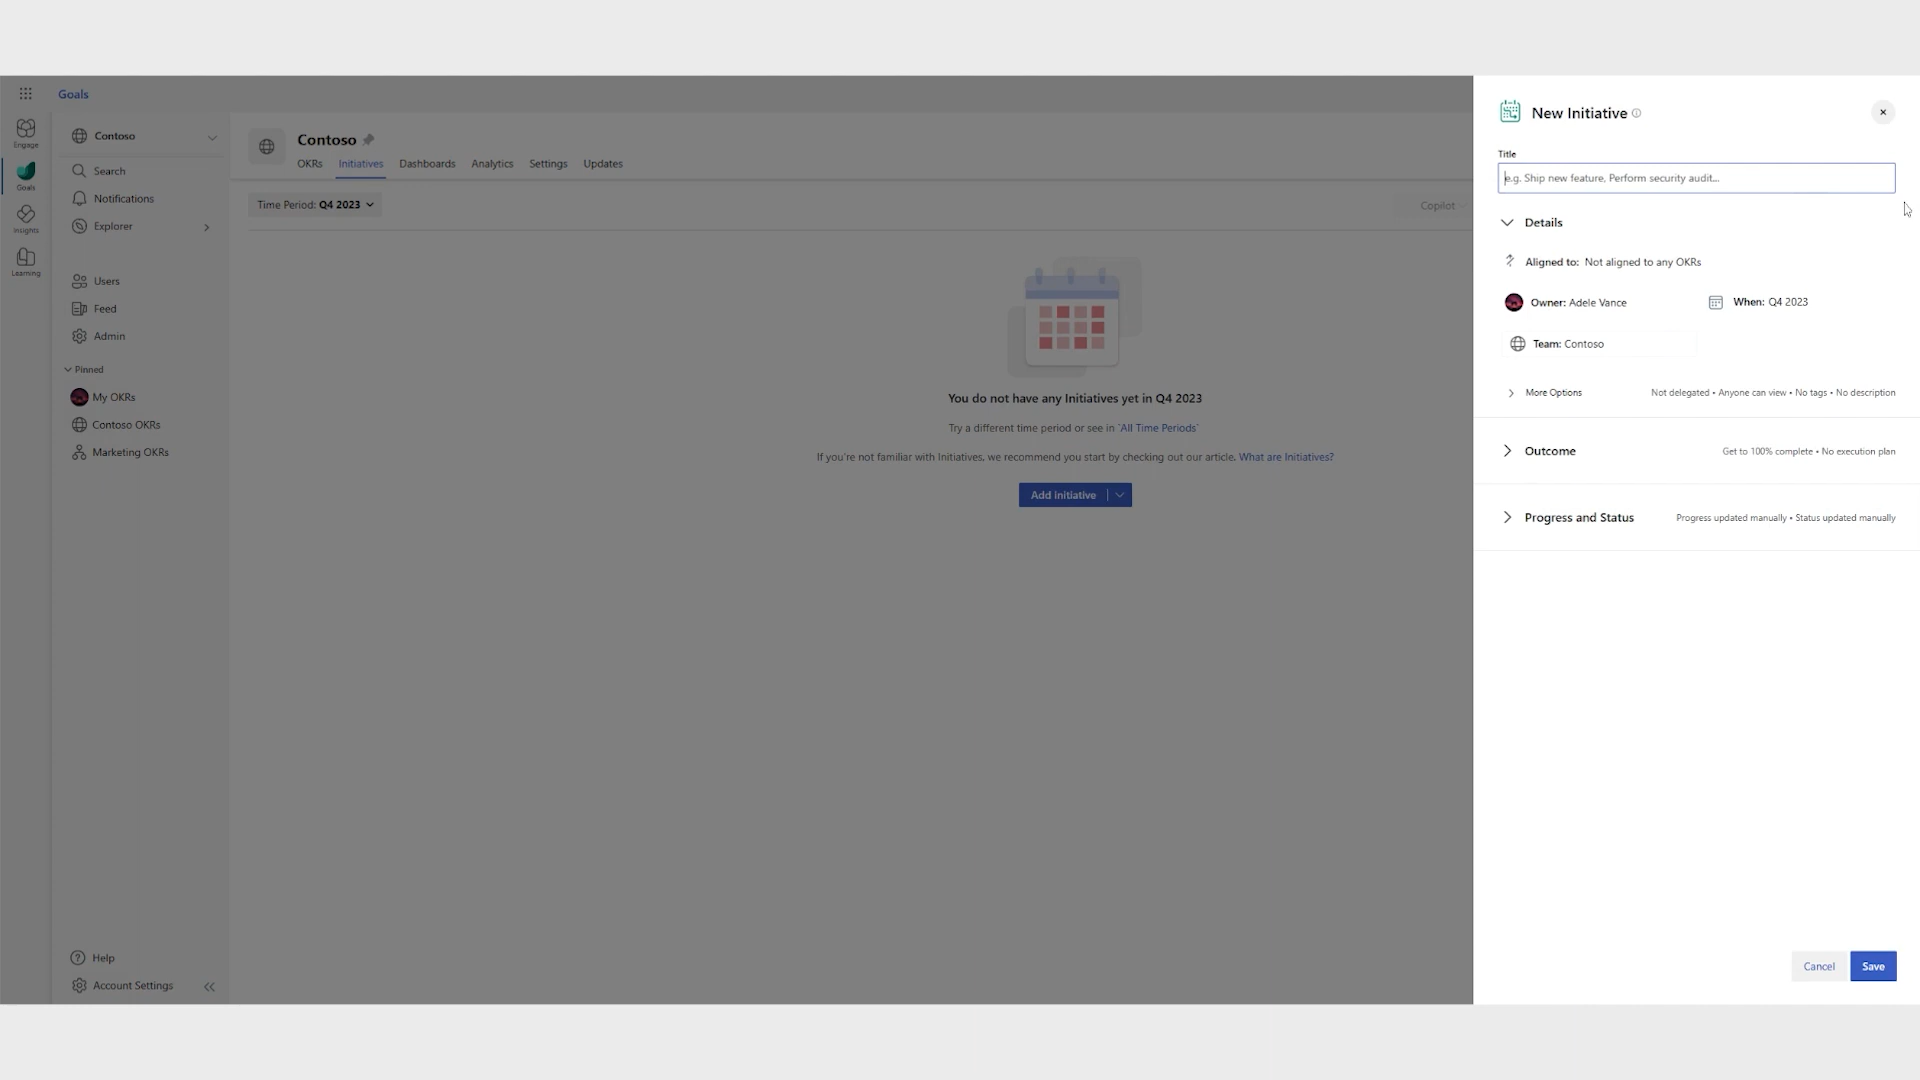 Goals
Engage
Goals
Insights
Learning
Contoso
Search
Notifications
Explorer
Users
Feed
Admin
Pinned
My OKRs
Contoso OKRs
Marketing OKRs
Help
Account Settings
Contoso
OKRs Initiatives Dashboards Analytics Settings Updates
Time Period: Q4 2023
Copilot
You do not have any Initiatives yet in Q4 2023
Try a different time period or see in `All Time Periods`
If you're not familiar with Initiatives, we recommend you start by checking out our article. What are Initiatives?
Add initiative
New Initiative
Title
e.g. Ship new feature, Perform security audit...
Details
Aligned to: Not aligned to any OKRs
Owner: Adele Vance When: Q4 2023
Team: Contoso
More Options Not delegated • Anyone can view • No tags • No description
Outcome Get to 100% complete • No execution plan
Progress and Status Progress updated manually • Status updated manually
Cancel Save